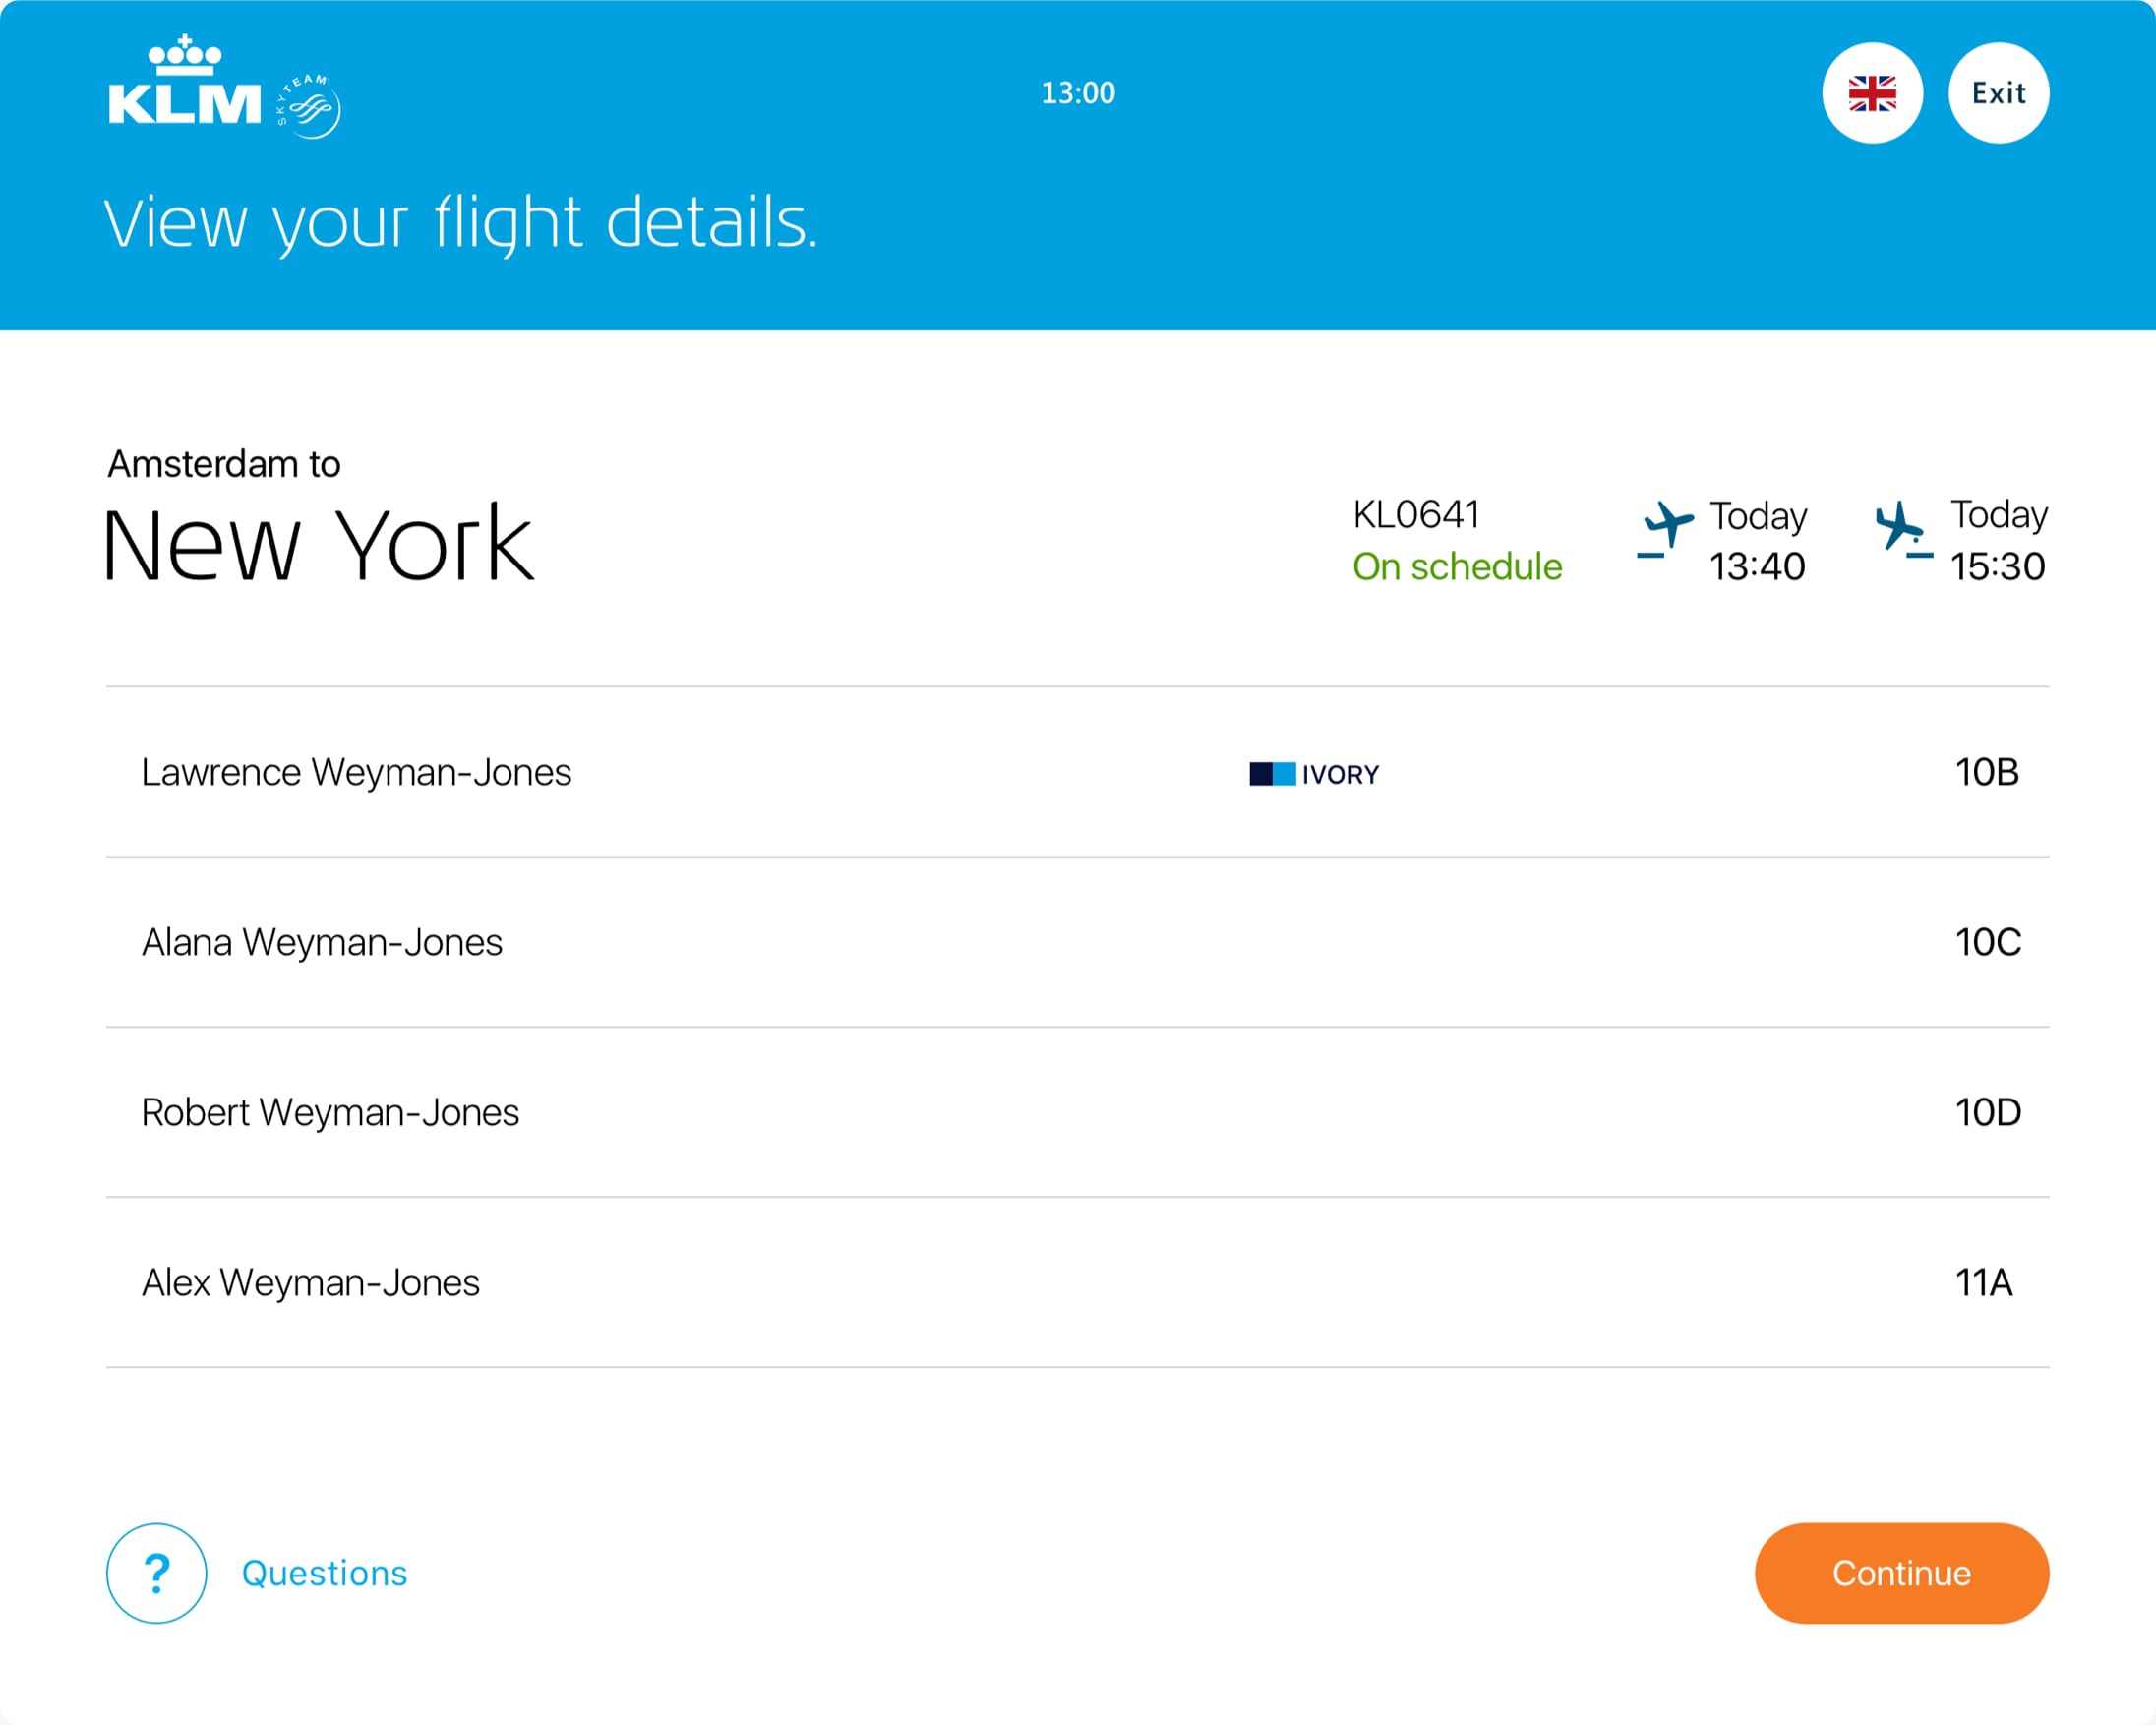 KLM
SKYTEAM
13:00
Exit
View your flight details.
Amsterdam to
New York
KL0641
On schedule
Today
13:40
Today
15:30
Lawrence Weyman-Jones IVORY 10B
Alana Weyman-Jones 10C
Robert Weyman-Jones 10D
Alex Weyman-Jones 11A
? Questions
Continue